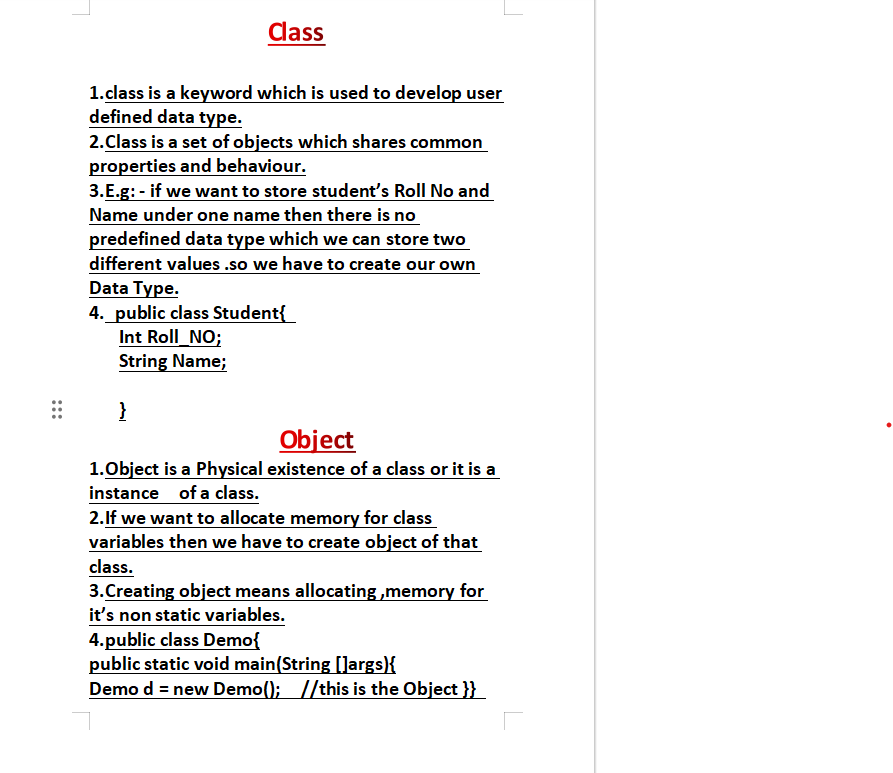 Class
1.class is a keyword which is used to develop user
defined data type.
2.Class is a set of objects which shares common
properties and behaviour.
3.E.g: - if we want to store student’s Roll No and
Name under one name then there is no
predefined data type which we can store two
different values .so we have to create our own
Data Type.
4.  public class Student{
Int Roll_NO;
String Name;
}
Object
1.Object is a Physical existence of a class or it is a
instance    of a class.
2.If we want to allocate memory for class
variables then we have to create object of that
class.
3.Creating object means allocating ,memory for
it’s non static variables.
4.public class Demo{
public static void main(String []args){
Demo d = new Demo();    //this is the Object }}